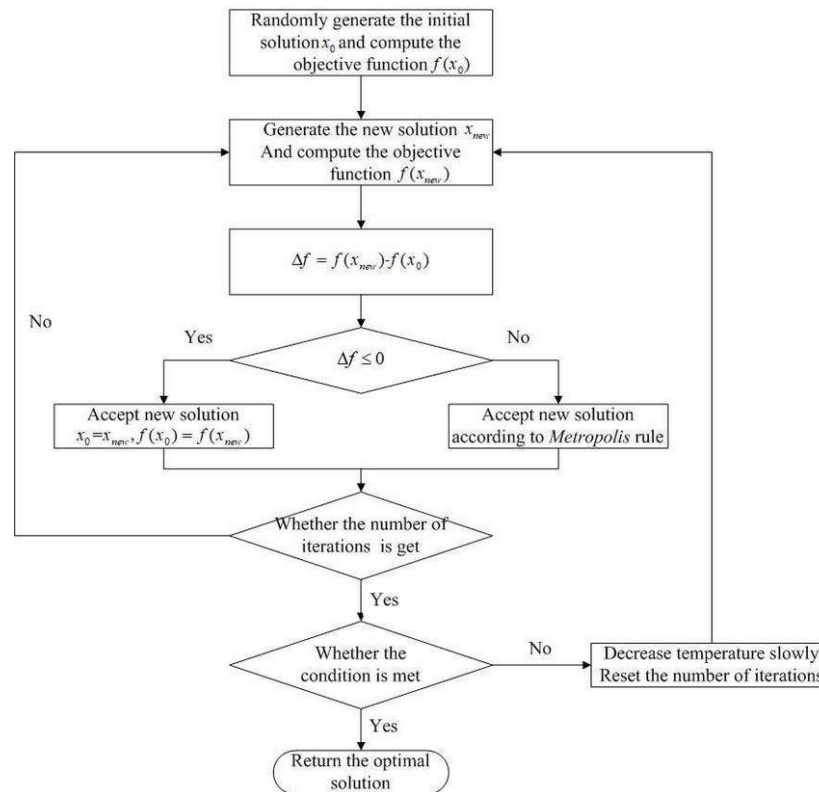 Randomly generate the initial
solution x₀ and compute the
objective function f(x₀)
Generate the new solution xₙₑw
And compute the objective
function f(xₙₑw)
Δf = f(xₙₑw)-f(x₀)
No
Yes
Δf ≤ 0
No
Accept new solution
x₀=xₙₑw, f(x₀) = f(xₙₑw)
Accept new solution
according to Metropolis rule
Whether the number of
iterations is get
Yes
Whether the
condition is met
No
Decrease temperature slowly
Reset the number of iterations
Yes
Return the optimal
solution